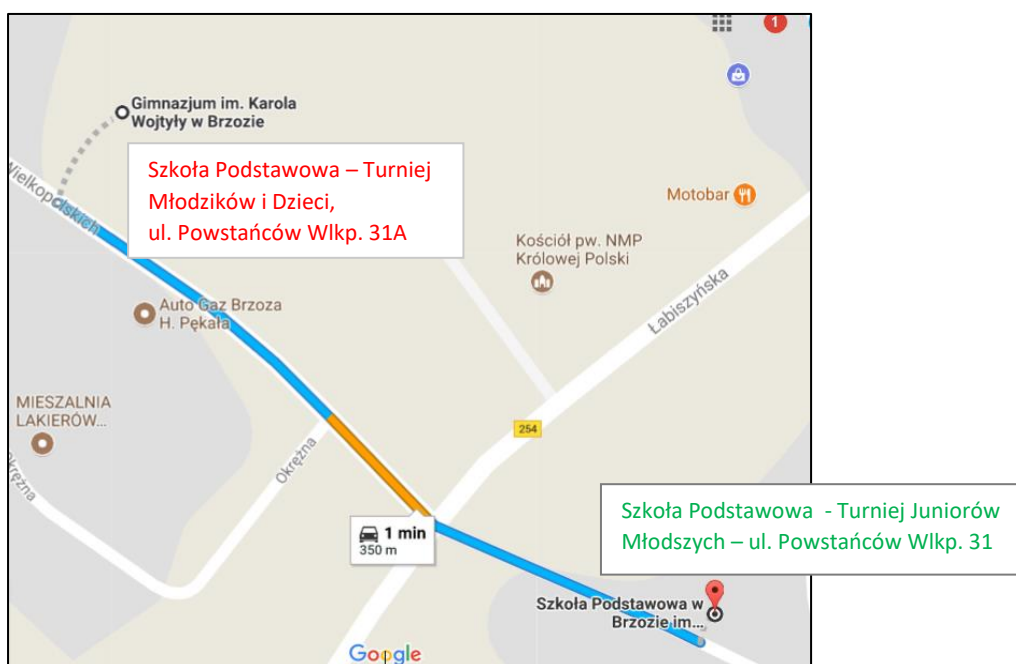 1
Gimnazjum im. Karola
Wojtyły w Brzozie
Szkoła Podstawowa – Turniej
Młodzików i Dzieci,
ul. Powstańców Wlkp. 31A
Wielkopolskich
Motobar
Kościół pw. NMP
Królowej Polski
Łabiszyńska
Auto Gaz Brzoza
H. Pękała
MIESZALNIA
LAKIERÓW...
254
Okrężna
Okrężna
1 min
350 m
Szkoła Podstawowa - Turniej Juniorów
Młodszych – ul. Powstańców Wlkp. 31
Szkoła Podstawowa w
Brzozie im...
Google